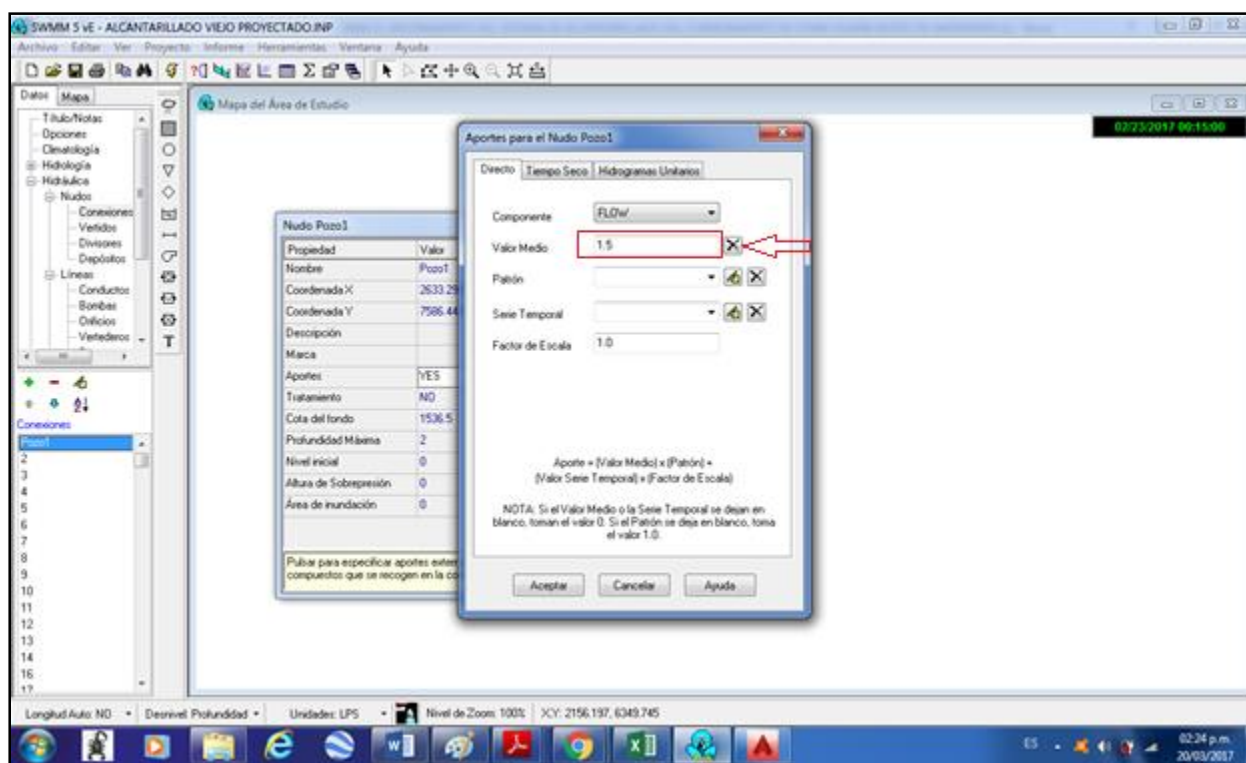 SWMM 5 vE - ALCANTARILLADO VIEJO PROYECTADO.INP
Archivo Editar Ver Proyecto Informe Herramientas Ventana Ayuda
Datos Mapa
Título/Notas
Opciones
Climatología
Hidrología
Hidráulica
Nudos
Conexiones
Vertidos
Divisores
Depósitos
Líneas
Conductos
Bombas
Orificios
Vertederos
Conexiones
Pozo1
2
3
4
5
6
7
8
9
10
11
12
13
14
16
17
Mapa del Área de Estudio
02/23/2017 00:15:00
Nudo Pozo1
Propiedad Valor
Nombre Pozo1
Coordenada X 2633.29
Coordenada Y 7586.44
Descripción
Marca
Aportes YES
Tratamiento NO
Cota del fondo 1536.5
Profundidad Máxima 2
Nivel inicial 0
Altura de Sobrepresión 0
Área de inundación 0
Pulsar para especificar aportes
compuestos que se recogen en la
Aportes para el Nudo Pozo1
Directo Tiempo Seco Hidrogramas Unitarios
Componente FLOW
Valor Medio 1.5
Patrón
Serie Temporal
Factor de Escala 1.0
Aporte = (Valor Medio) x (Patrón) +
(Valor Serie Temporal) x (Factor de Escala)
NOTA: Si el Valor Medio o la Serie Temporal se dejan en
blanco, toman el valor 0. Si el Patrón se deja en blanco, toma
el valor 1.0.
Aceptar Cancelar Ayuda
Longitud Auto: NO Desnivel: Profundidad Unidades: LPS Nivel de Zoom: 100% X,Y: 2156.197, 6349.745
ES 02:24 p.m.
20/03/2017